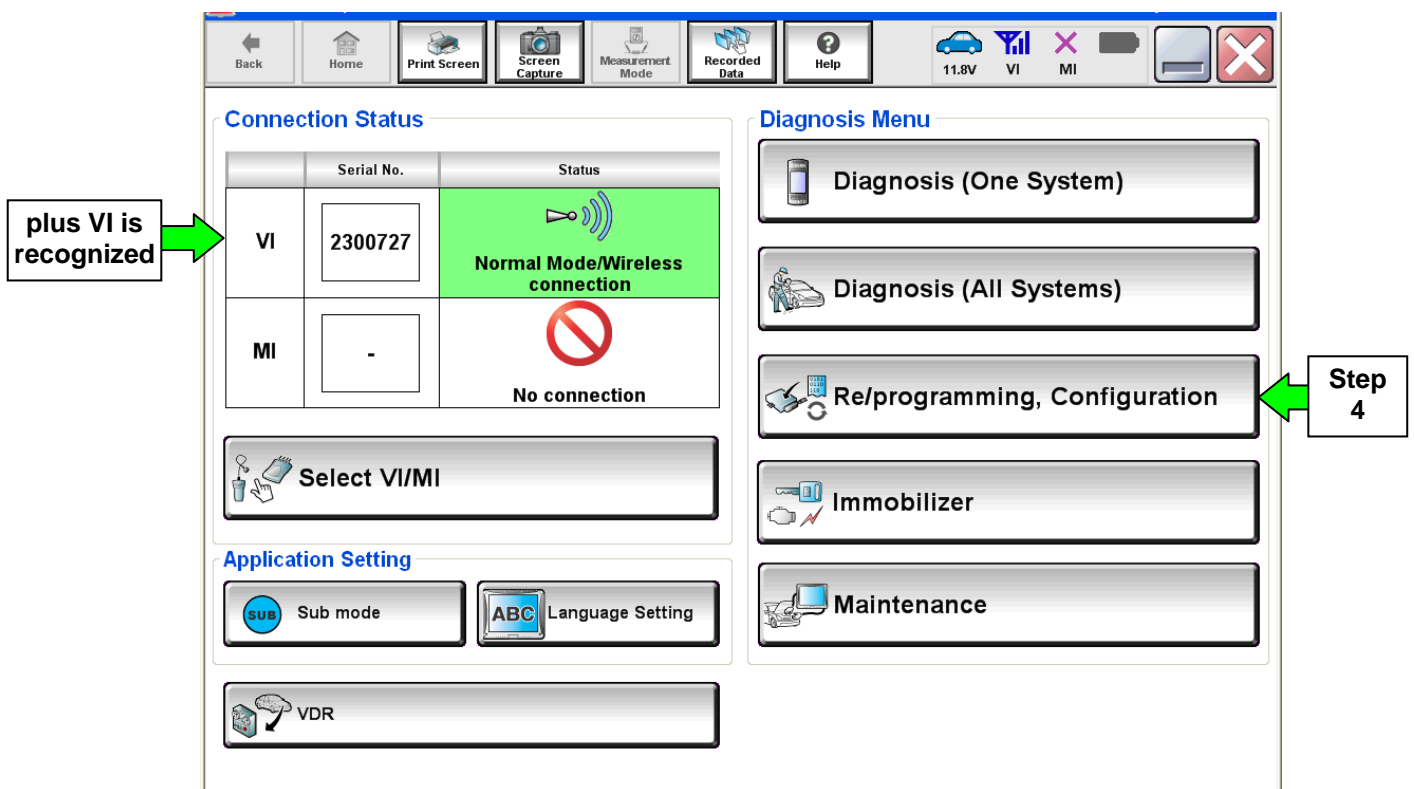 Back
Home
Print Screen
Screen
Capture
Measurement
Mode
Recorded
Data
Help
11.8V
VI
MI
Connection Status
Serial No.
Status
VI
2300727
Normal Mode/Wireless
connection
MI
-
No connection
plus VI is
recognized
Select VI/MI
Application Setting
SUB
Sub mode
ABC
Language Setting
VDR
Diagnosis Menu
Diagnosis (One System)
Diagnosis (All Systems)
Re/programming, Configuration
Step
4
Immobilizer
Maintenance